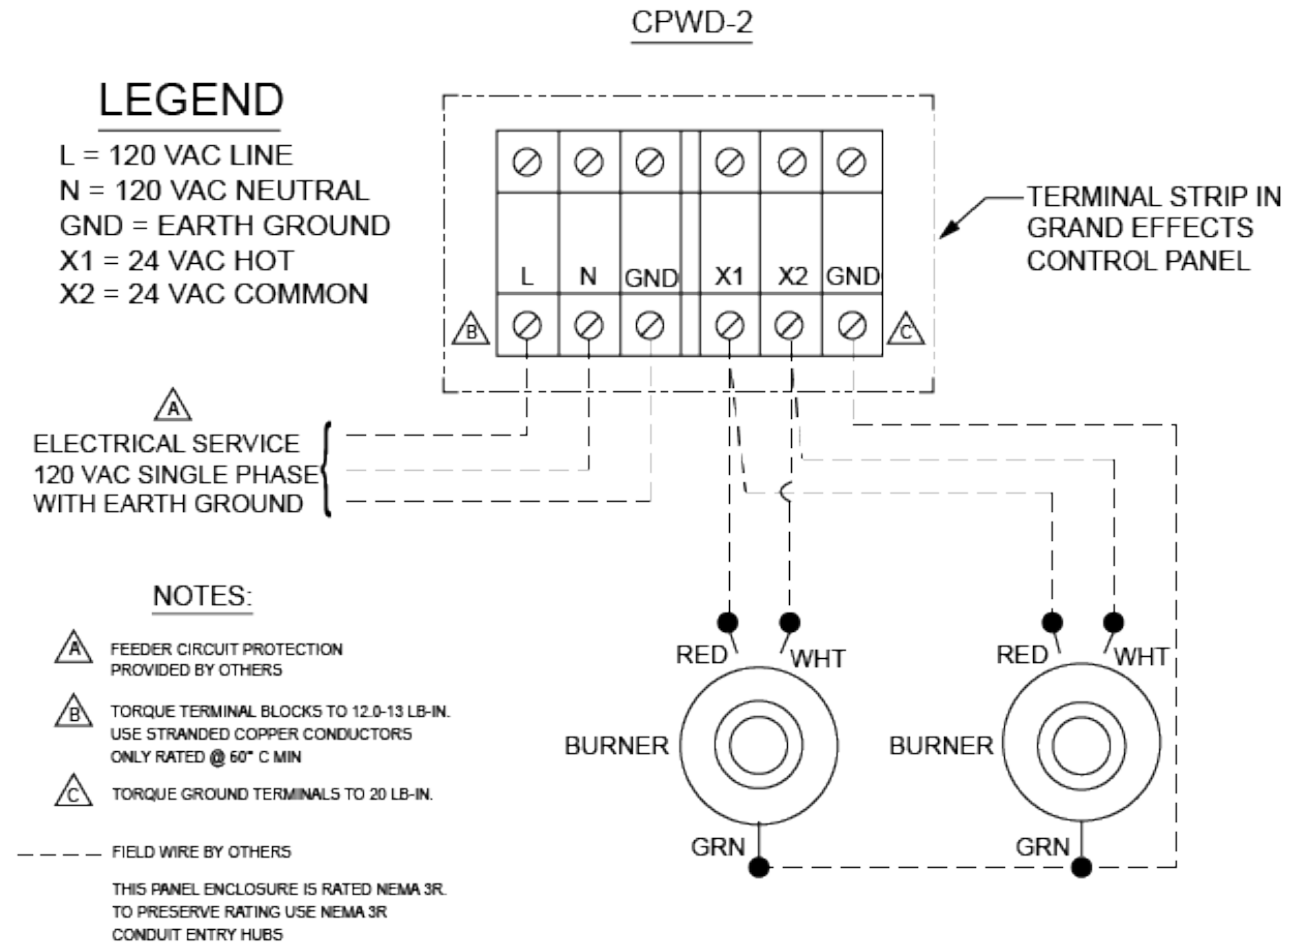 CPWD-2
LEGEND
L = 120 VAC LINE
N = 120 VAC NEUTRAL
GND = EARTH GROUND
X1 = 24 VAC HOT
X2 = 24 VAC COMMON
L N GND X1 X2 GND
B
C
TERMINAL STRIP IN
GRAND EFFECTS
CONTROL PANEL
A
ELECTRICAL SERVICE
120 VAC SINGLE PHASE
WITH EARTH GROUND
RED WHT
BURNER
GRN
RED WHT
BURNER
GRN
NOTES:
A FEEDER CIRCUIT PROTECTION
PROVIDED BY OTHERS
B TORQUE TERMINAL BLOCKS TO 12.0-13 LB-IN.
USE STRANDED COPPER CONDUCTORS
ONLY RATED @ 60° C MIN
C TORQUE GROUND TERMINALS TO 20 LB-IN.
FIELD WIRE BY OTHERS
THIS PANEL ENCLOSURE IS RATED NEMA 3R.
TO PRESERVE RATING USE NEMA 3R
CONDUIT ENTRY HUBS